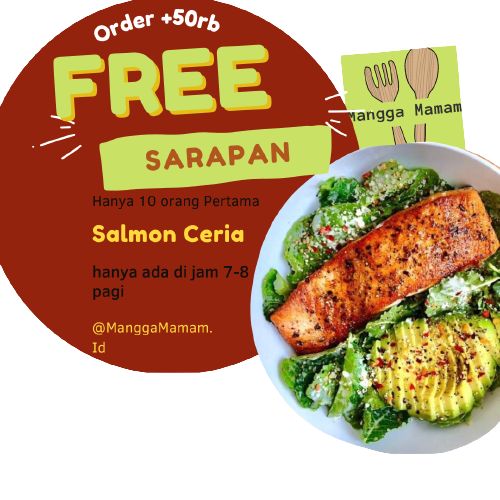 Order +50rb
FREE
Mangga Mamam
SARAPAN
Hanya 10 orang Pertama
Salmon Ceria
hanya ada di jam 7-8
pagi
@ManggaMamam.
Id